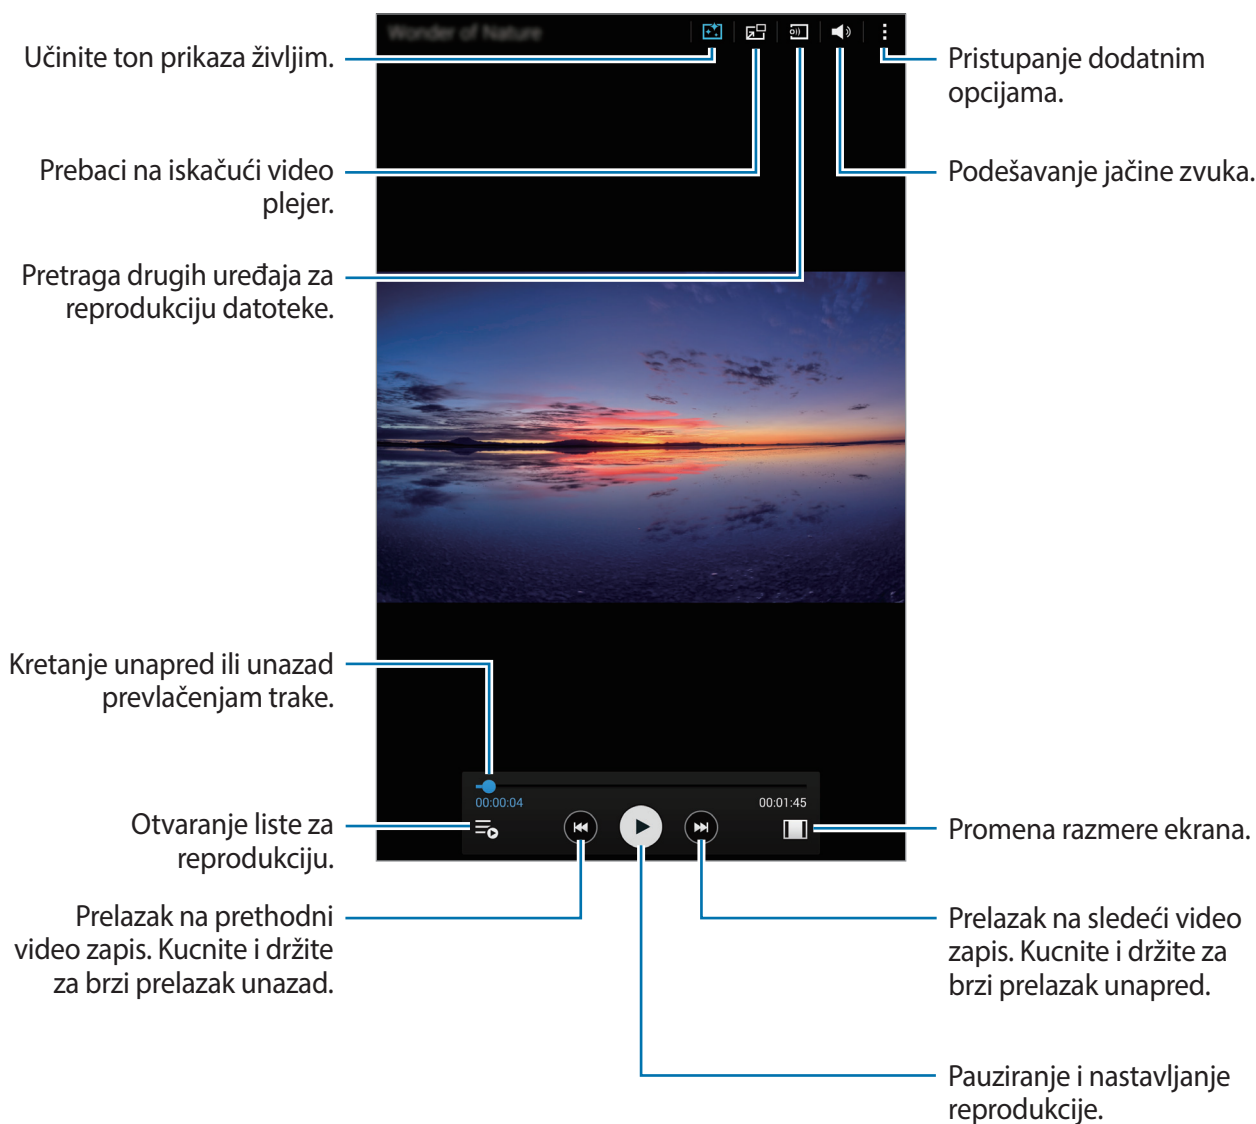 Wonder of Nature
Učinite ton prikaza življim.
Pristupanje dodatnim
opcijama.
Prebaci na iskačući video
plejer.
Podešavanje jačine zvuka.
Pretraga drugih uređaja za
reprodukciju datoteke.
Kretanje unapred ili unazad
prevlačenjam trake.
00:00:04
00:01:45
Otvaranje liste za
reprodukciju.
Promena razmere ekrana.
Prelazak na prethodni
video zapis. Kucnite i držite
za brzi prelazak unazad.
Prelazak na sledeći video
zapis. Kucnite i držite za
brzi prelazak unapred.
Pauziranje i nastavljanje
reprodukcije.